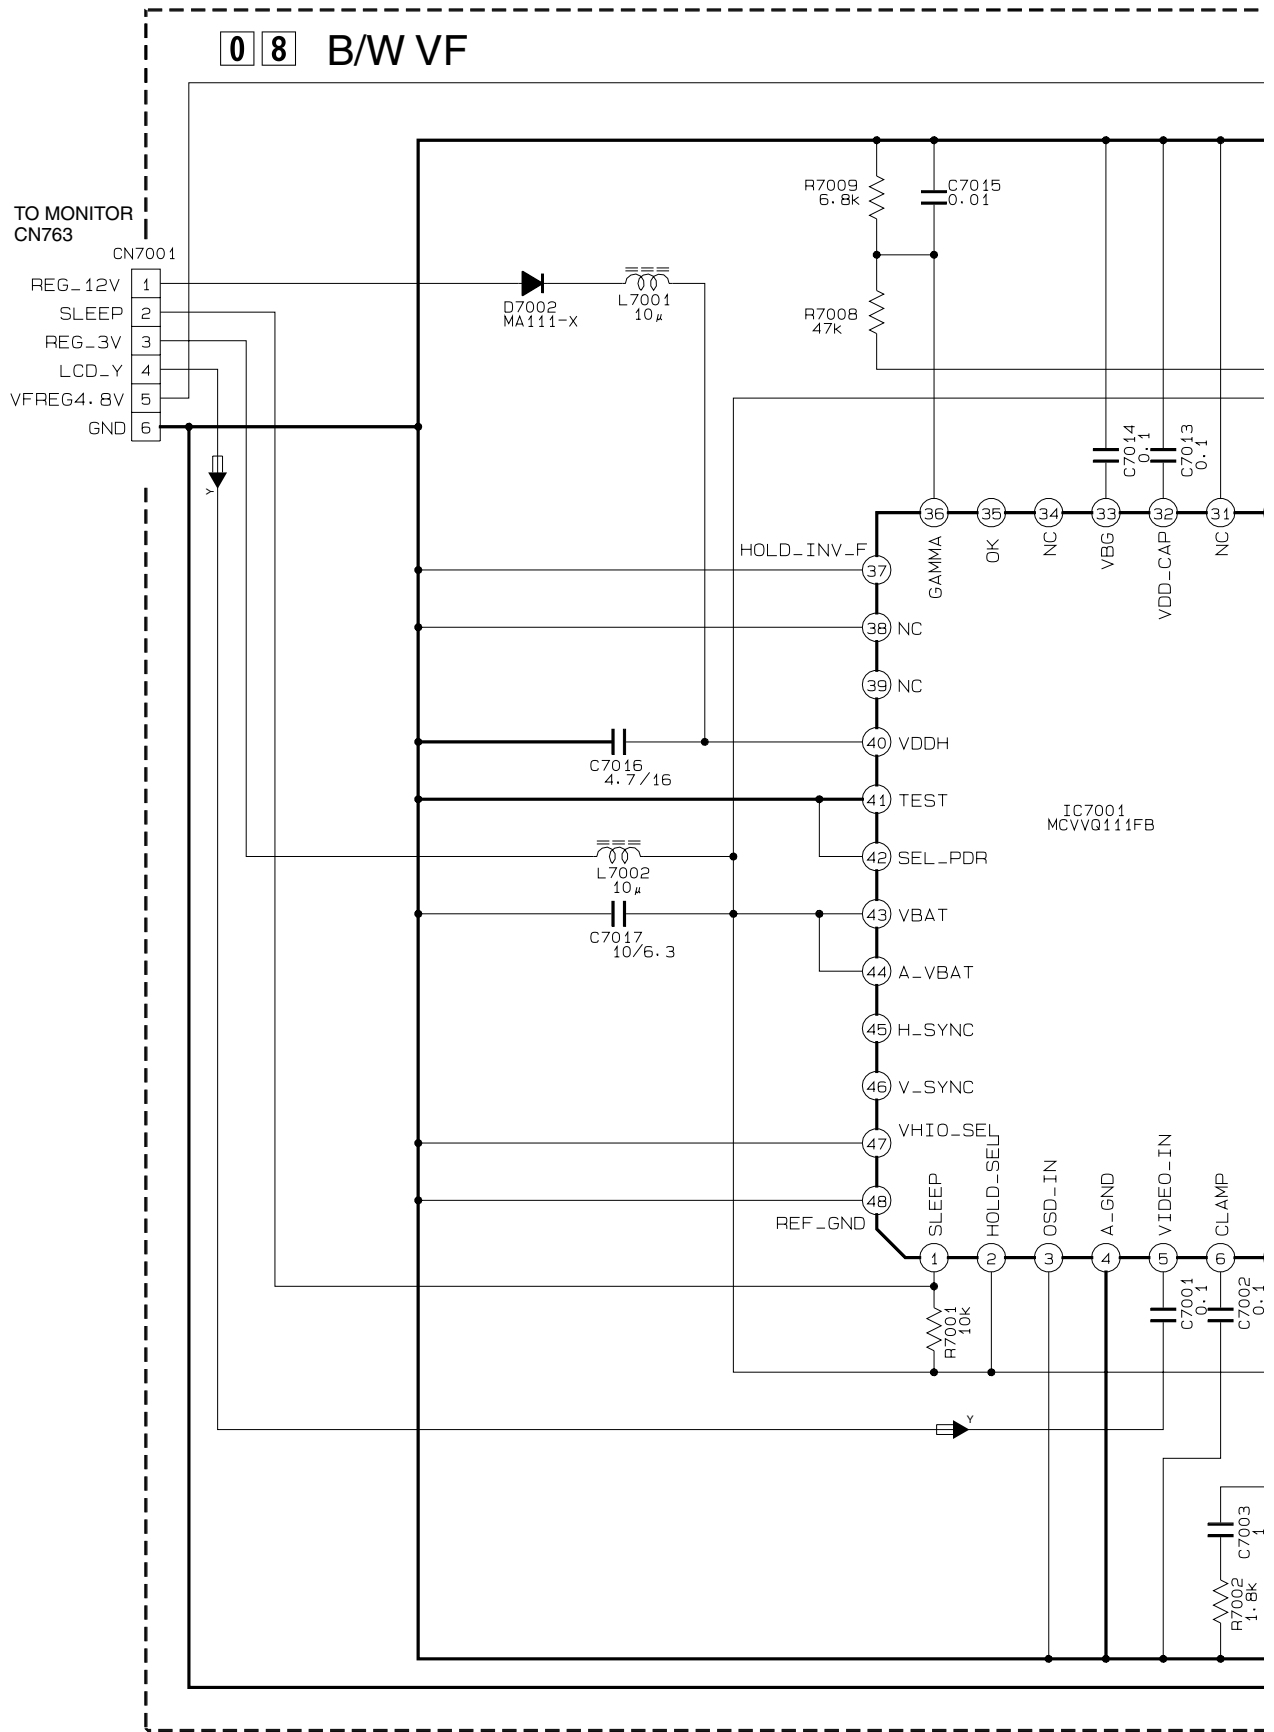 0 8 B/W VF
TO MONITOR
CN763
CN7001
REG_12V 1
SLEEP 2
REG_3V 3
LCD_Y 4
VFREG4.8V 5
GND 6
Y
D7002
MA111-X
L7001
10μ
R7009
6.8k
C7015
0.01
R7008
47k
C7014
0.1
C7013
0.1
36 35 34 33 32 31
GAMMA
OK
NC
VBG
VDD_CAP
NC
HOLD_INV_F
37
38 NC
39 NC
40 VDDH
C7016
4.7/16
41 TEST
IC7001
MCVVQ111FB
42 SEL_PDR
L7002
10μ
43 VBAT
C7017
10/6.3
44 A_VBAT
45 H_SYNC
46 V_SYNC
VHIO_SEL
47
48
REF_GND
SLEEP
HOLD_SEL
OSD_IN
A_GND
VIDEO_IN
CLAMP
1 2 3 4 5 6
R7001
10k
C7001
0.1
C7002
0.1
Y
C7003
1
R7002
1.8k